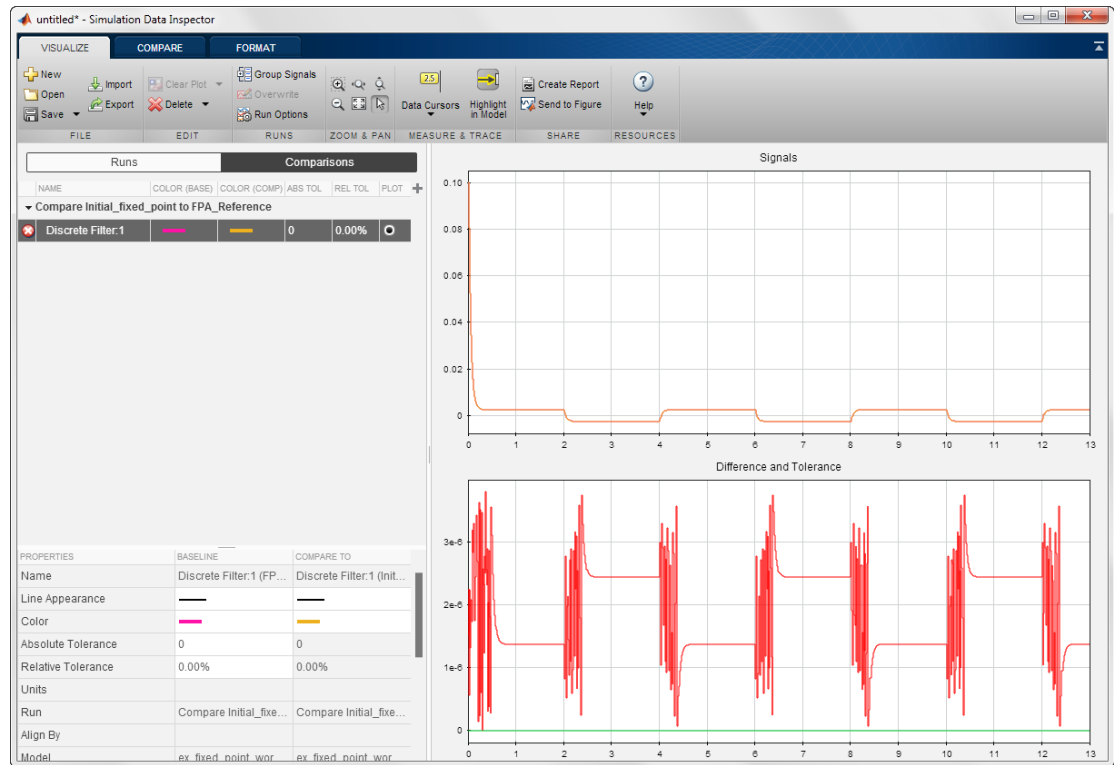 untitled* - Simulation Data Inspector
VISUALIZE COMPARE FORMAT
New
Open
Save
Import
Export
FILE
Clear Plot
Delete
EDIT
Group Signals
Overwrite
Run Options
RUNS
ZOOM & PAN
2.5
Data Cursors
Highlight
in Model
MEASURE & TRACE
Create Report
Send to Figure
SHARE
?
Help
RESOURCES
Runs Comparisons
NAME COLOR (BASE) COLOR (COMP) ABS TOL REL TOL PLOT
Compare Initial_fixed_point to FPA_Reference
Discrete Filter:1 0 0.00%
PROPERTIES BASELINE COMPARE TO
Name Discrete Filter:1 (FP... Discrete Filter:1 (Init...
Line Appearance
Color
Absolute Tolerance 0 0
Relative Tolerance 0.00% 0.00%
Units
Run Compare Initial_fixe... Compare Initial_fixe...
Align By
Model ex_fixed_point_wor ex_fixed_point_wor
Signals
0.10
0.08
0.06
0.04
0.02
0
0 1 2 3 4 5 6 7 8 9 10 11 12 13
Difference and Tolerance
3e-6
2e-6
1e-6
0
0 1 2 3 4 5 6 7 8 9 10 11 12 13